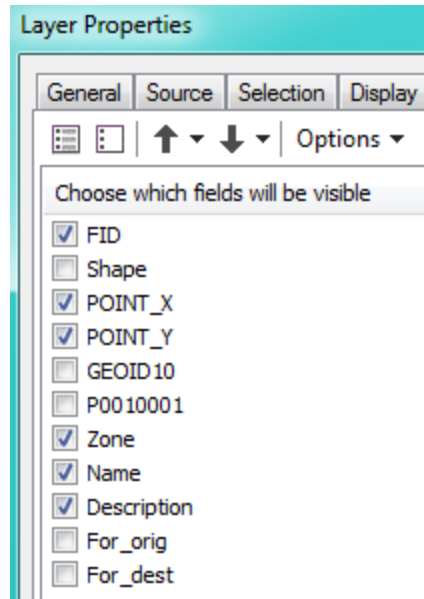 Layer Properties
General Source Selection Display
Options
Choose which fields will be visible
FID
Shape
POINT_X
POINT_Y
GEOID10
P0010001
Zone
Name
Description
For_orig
For_dest